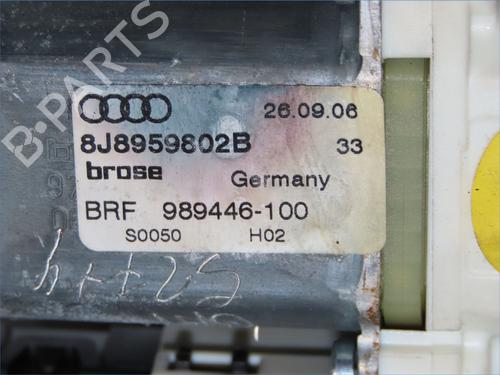 B-PARTS
26.09.06
8J8959802B 33
brose Germany
BRF 989446-100
S0050 H02